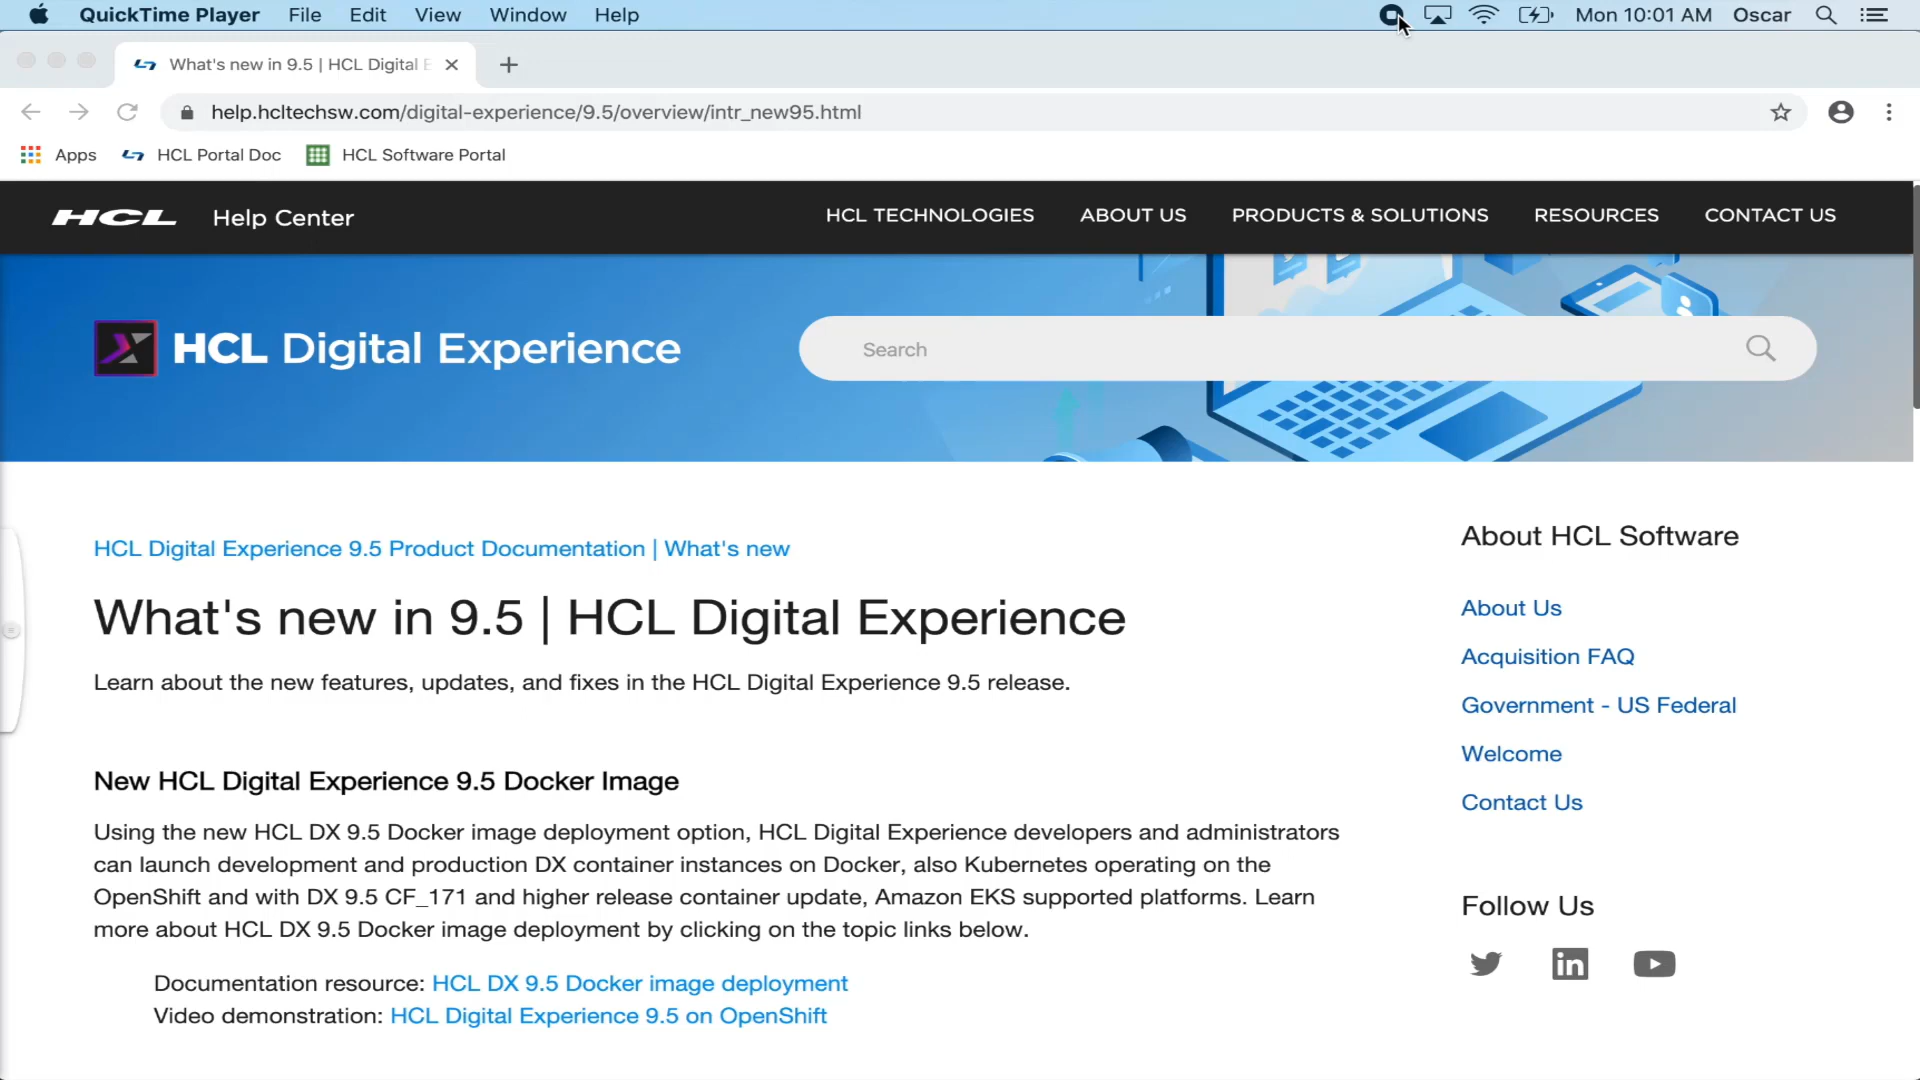 QuickTime Player File Edit View Window Help Mon 10:01 AM Oscar
What's new in 9.5 | HCL Digital E
help.hcltechsw.com/digital-experience/9.5/overview/intr_new95.html
Apps HCL Portal Doc HCL Software Portal
HCL Help Center HCL TECHNOLOGIES ABOUT US PRODUCTS & SOLUTIONS RESOURCES CONTACT US
HCL Digital Experience Search
HCL Digital Experience 9.5 Product Documentation | What's new
What's new in 9.5 | HCL Digital Experience
Learn about the new features, updates, and fixes in the HCL Digital Experience 9.5 release.
New HCL Digital Experience 9.5 Docker Image
Using the new HCL DX 9.5 Docker image deployment option, HCL Digital Experience developers and administrators
can launch development and production DX container instances on Docker, also Kubernetes operating on the
OpenShift and with DX 9.5 CF_171 and higher release container update, Amazon EKS supported platforms. Learn
more about HCL DX 9.5 Docker image deployment by clicking on the topic links below.
Documentation resource: HCL DX 9.5 Docker image deployment
Video demonstration: HCL Digital Experience 9.5 on OpenShift
About HCL Software
About Us
Acquisition FAQ
Government - US Federal
Welcome
Contact Us
Follow Us